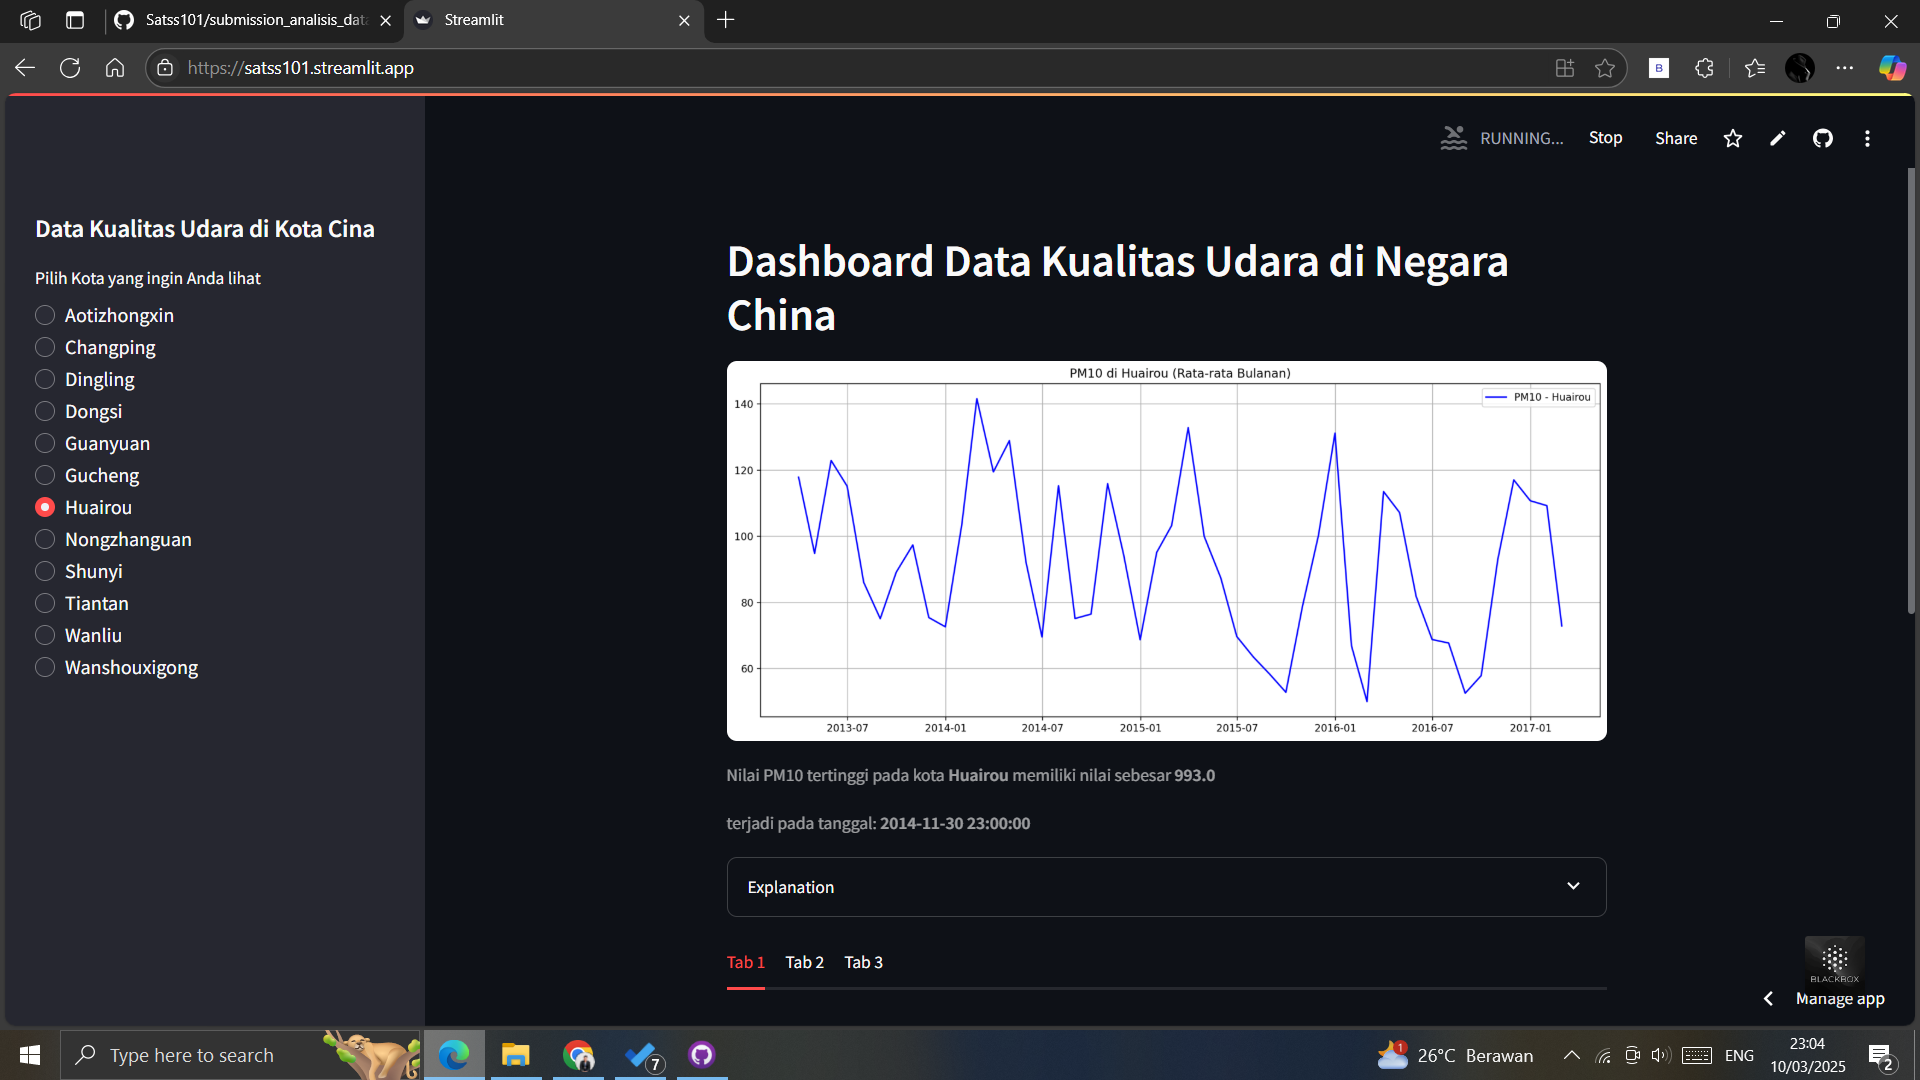 Satss101/submission_analisis_dat
Streamlit
https://satss101.streamlit.app
B
RUNNING...
Stop
Share
Data Kualitas Udara di Kota Cina
Pilih Kota yang ingin Anda lihat
Aotizhongxin
Changping
Dingling
Dongsi
Guanyuan
Gucheng
Huairou
Nongzhanguan
Shunyi
Tiantan
Wanliu
Wanshouxigong
Dashboard Data Kualitas Udara di Negara
China
PM10 di Huairou (Rata-rata Bulanan)
PM10 - Huairou
140
120
100
80
60
2013-07 2014-01 2014-07 2015-01 2015-07 2016-01 2016-07 2017-01
Nilai PM10 tertinggi pada kota Huairou memiliki nilai sebesar 993.0
terjadi pada tanggal: 2014-11-30 23:00:00
Explanation
Tab 1 Tab 2 Tab 3
BLACKBOX
Manage app
Type here to search
7
1
26°C Berawan
ENG
23:04
10/03/2025
2